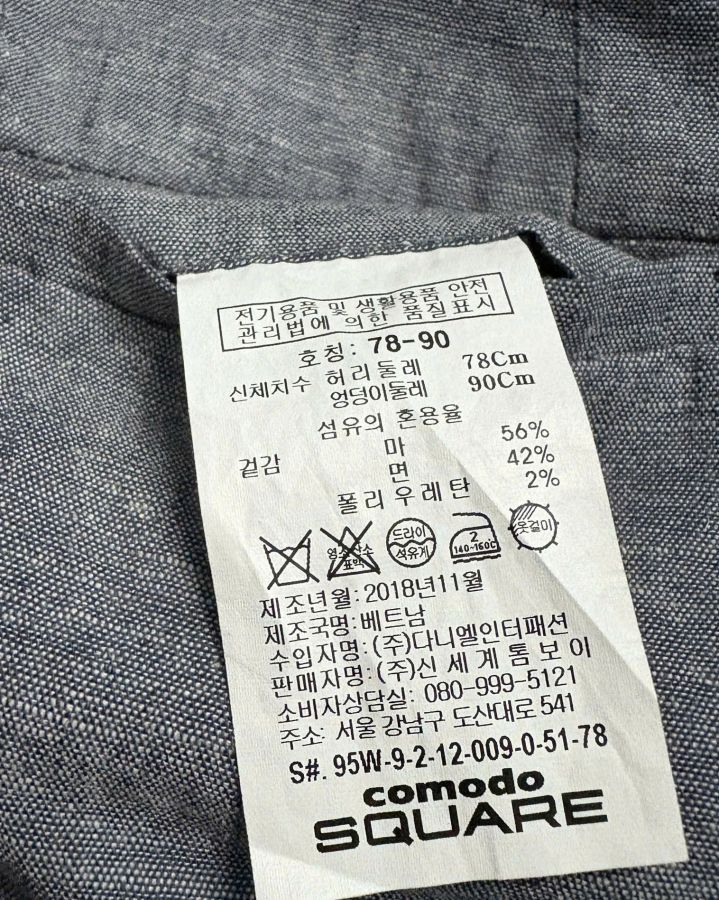 전기용품 및 생활용품 안전
관리법에 의한 품질표시
호칭: 78-90
신체치수 허리둘레 78Cm
엉덩이둘레 90Cm
섬유의 혼용율
겉감 마 56%
면 42%
폴리우레탄 2%
염소산소 표백 드라이 석유계 2 140~160℃ 옷걸이
제조년월: 2018년11월
제조국명: 베트남
수입자명: (주)다니엘인터패션
판매자명: (주)신세계톰보이
소비자상담실: 080-999-5121
주소: 서울 강남구 도산대로 541
S#. 95W-9-2-12-009-0-51-78
comodo
SQUARE